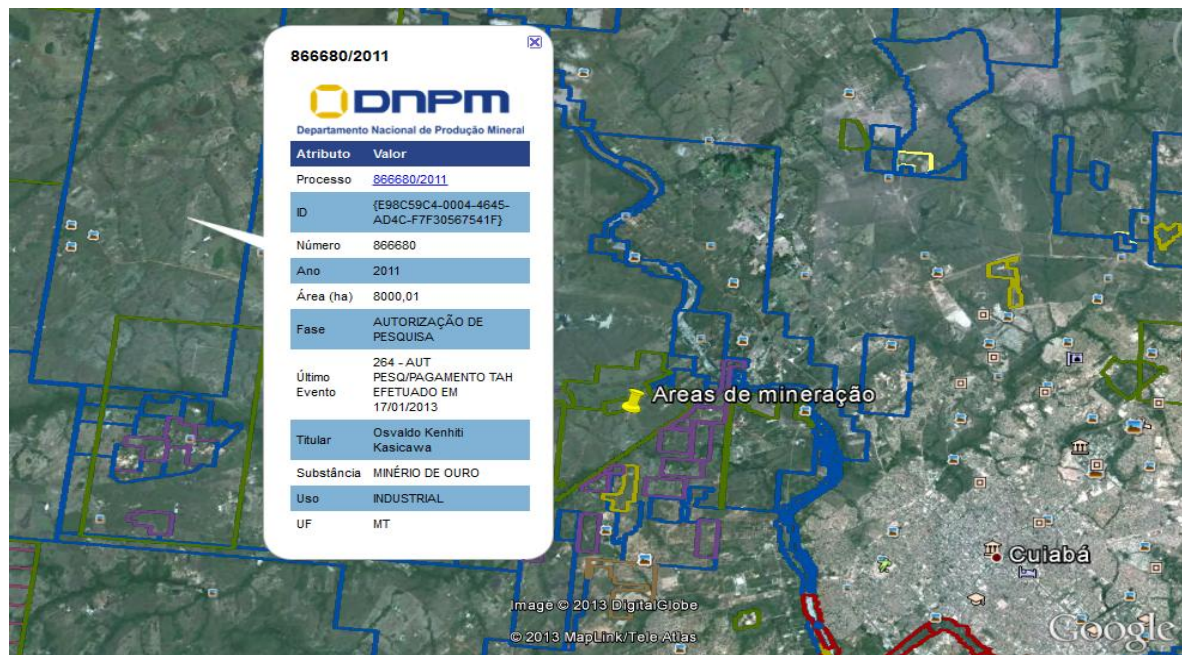 866680/2011
DNPM
Departamento Nacional de Produção Mineral
Atributo Valor
Processo 866680/2011
ID {E98C59C4-0004-4645-
AD4C-F7F30567541F}
Número 866680
Ano 2011
Área (ha) 8000,01
Fase AUTORIZAÇÃO DE
PESQUISA
Último
Evento 264 - AUT
PESQ/PAGAMENTO TAH
EFETUADO EM
17/01/2013
Titular Osvaldo Kenhiti
Kasicawa
Substância MINÉRIO DE OURO
Uso INDUSTRIAL
UF MT
Areas de mineração
Cuiabá
Image © 2013 DigitalGlobe
© 2013 MapLink/Tele Atlas
Google